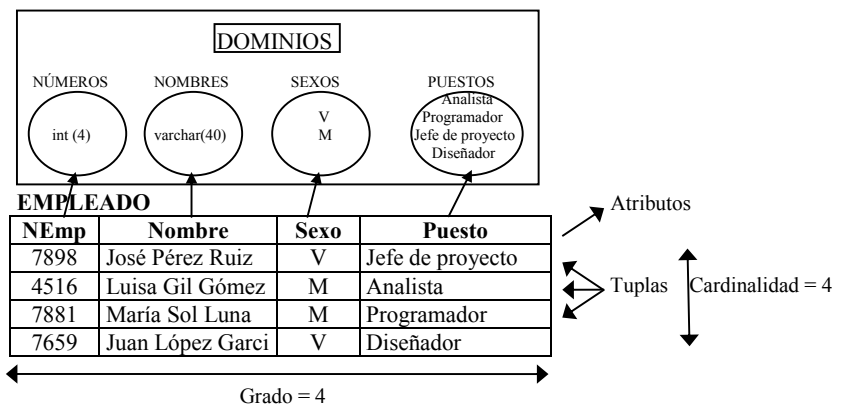 DOMINIOS
NÚMEROS NOMBRES SEXOS PUESTOS
int (4)
varchar(40)
V
M
Analista
Programador
Jefe de proyecto
Diseñador
EMPLEADO
Atributos
NEmp Nombre Sexo Puesto
7898 José Pérez Ruiz V Jefe de proyecto
4516 Luisa Gil Gómez M Analista
7881 María Sol Luna M Programador
7659 Juan López Garci V Diseñador
Tuplas
Cardinalidad = 4
Grado = 4